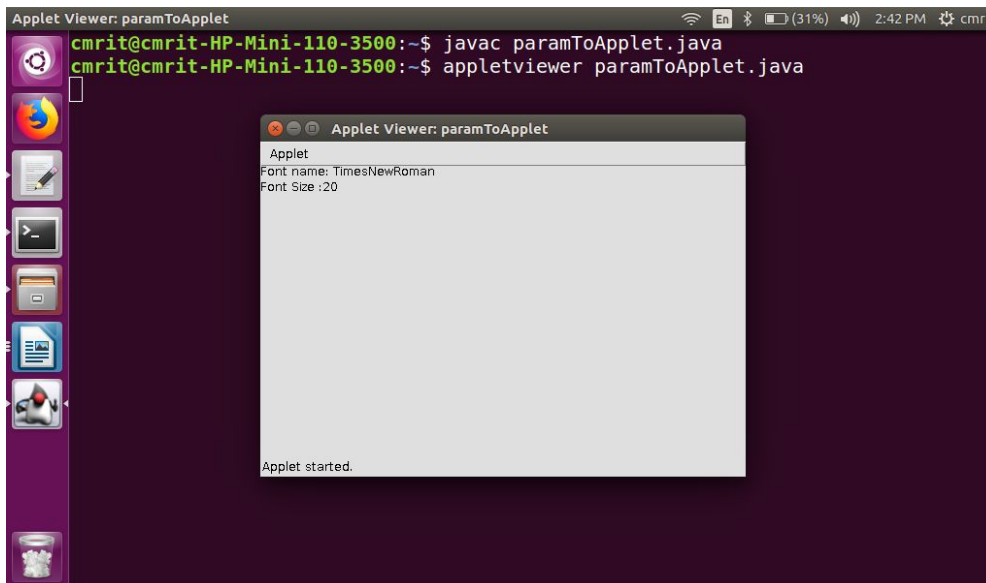 Applet Viewer: paramToApplet En (31%) 2:42 PM cmr
cmrit@cmrit-HP-Mini-110-3500:~$ javac paramToApplet.java
cmrit@cmrit-HP-Mini-110-3500:~$ appletviewer paramToApplet.java
Applet Viewer: paramToApplet
Applet
Font name: TimesNewRoman
Font Size :20
>_
Applet started.